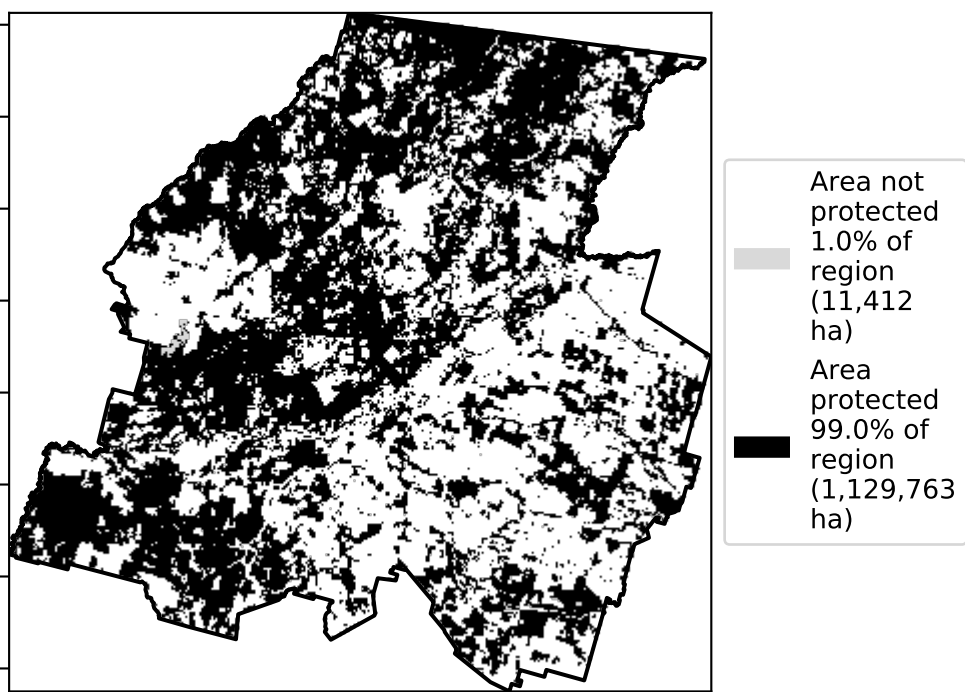 Area not
protected
1.0% of
region
(11,412
ha)
Area
protected
99.0% of
region
(1,129,763
ha)